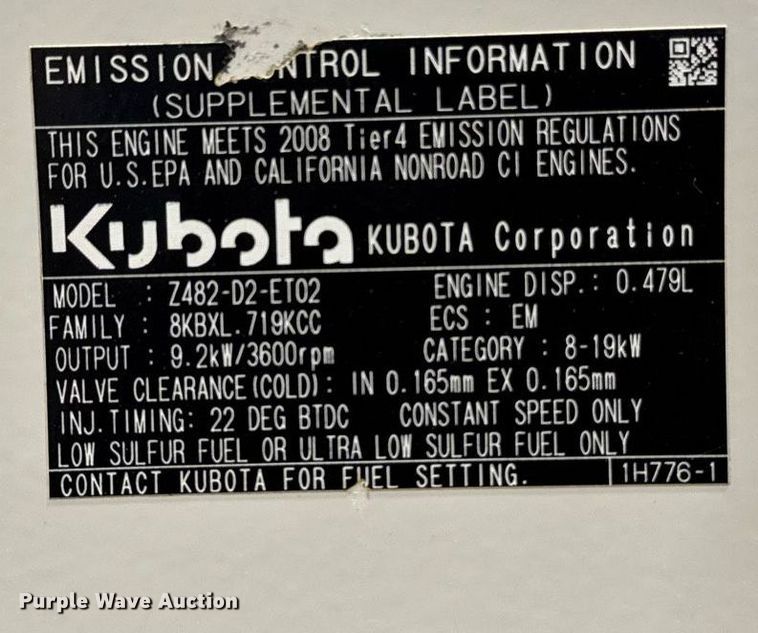 EMISSION CONTROL INFORMATION
(SUPPLEMENTAL LABEL)
THIS ENGINE MEETS 2008 Tier4 EMISSION REGULATIONS
FOR U.S.EPA AND CALIFORNIA NONROAD CI ENGINES.
Kubota KUBOTA Corporation
MODEL : Z482-D2-ET02 ENGINE DISP.: 0.479L
FAMILY : 8KBXL.719KCC ECS : EM
OUTPUT : 9.2kW/3600rpm CATEGORY : 8-19kW
VALVE CLEARANCE(COLD): IN 0.165mm EX 0.165mm
INJ.TIMING: 22 DEG BTDC CONSTANT SPEED ONLY
LOW SULFUR FUEL OR ULTRA LOW SULFUR FUEL ONLY
CONTACT KUBOTA FOR FUEL SETTING. 1H776-1
Purple Wave Auction